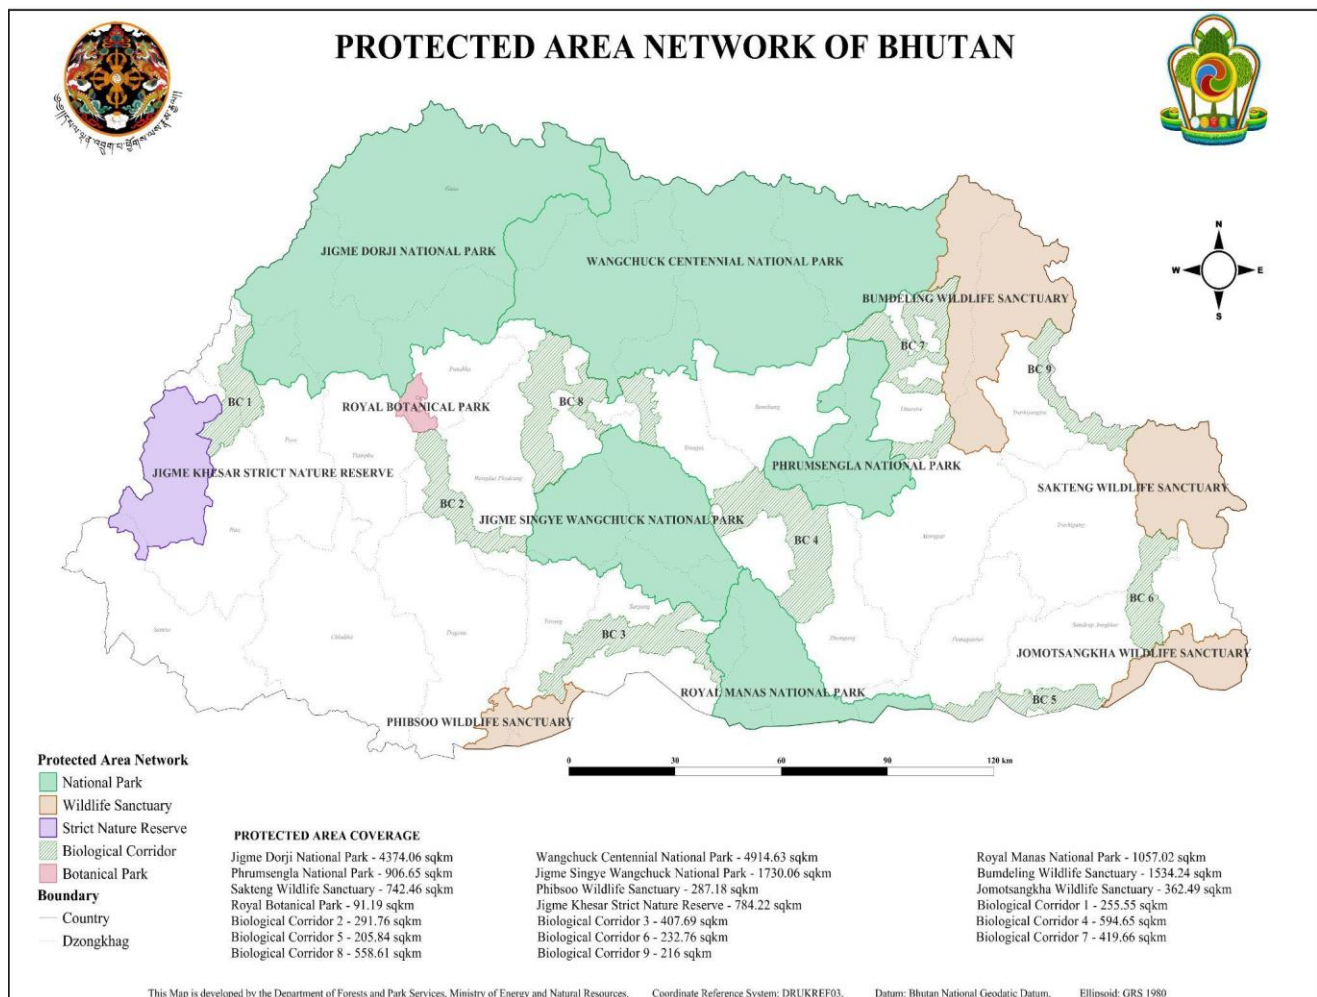 PROTECTED AREA NETWORK OF BHUTAN
N
W
E
S
JIGME DORJI NATIONAL PARK
WANGCHUCK CENTENNIAL NATIONAL PARK
BUMDELING WILDLIFE SANCTUARY
BC 7
BC 9
BC 1
ROYAL BOTANICAL PARK
BC 8
JIGME KHESAR STRICT NATURE RESERVE
PHRUMSENGLA NATIONAL PARK
SAKTENG WILDLIFE SANCTUARY
BC 2
JIGME SINGYE WANGCHUCK NATIONAL PARK
BC 4
BC 6
BC 3
JOMOTSANGKHA WILDLIFE SANCTUARY
ROYAL MANAS NATIONAL PARK
BC 5
PHIBSOO WILDLIFE SANCTUARY
0 30 60 90 120 km
Protected Area Network
National Park
Wildlife Sanctuary
Strict Nature Reserve
Biological Corridor
Botanical Park
Boundary
Country
Dzongkhag
PROTECTED AREA COVERAGE
Jigme Dorji National Park - 4374.06 sqkm
Phrumsengla National Park - 906.65 sqkm
Sakteng Wildlife Sanctuary - 742.46 sqkm
Royal Botanical Park - 91.19 sqkm
Biological Corridor 2 - 291.76 sqkm
Biological Corridor 5 - 205.84 sqkm
Biological Corridor 8 - 558.61 sqkm
Wangchuck Centennial National Park - 4914.63 sqkm
Jigme Singye Wangchuck National Park - 1730.06 sqkm
Phibsoo Wildlife Sanctuary - 287.18 sqkm
Jigme Khesar Strict Nature Reserve - 784.22 sqkm
Biological Corridor 3 - 407.69 sqkm
Biological Corridor 6 - 232.76 sqkm
Biological Corridor 9 - 216 sqkm
Royal Manas National Park - 1057.02 sqkm
Bumdeling Wildlife Sanctuary - 1534.24 sqkm
Jomotsangkha Wildlife Sanctuary - 362.49 sqkm
Biological Corridor 1 - 255.55 sqkm
Biological Corridor 4 - 594.65 sqkm
Biological Corridor 7 - 419.66 sqkm
This Map is developed by the Department of Forests and Park Services, Ministry of Energy and Natural Resources. Coordinate Reference System: DRUKREF03. Datum: Bhutan National Geodatic Datum. Ellipsoid: GRS 1980